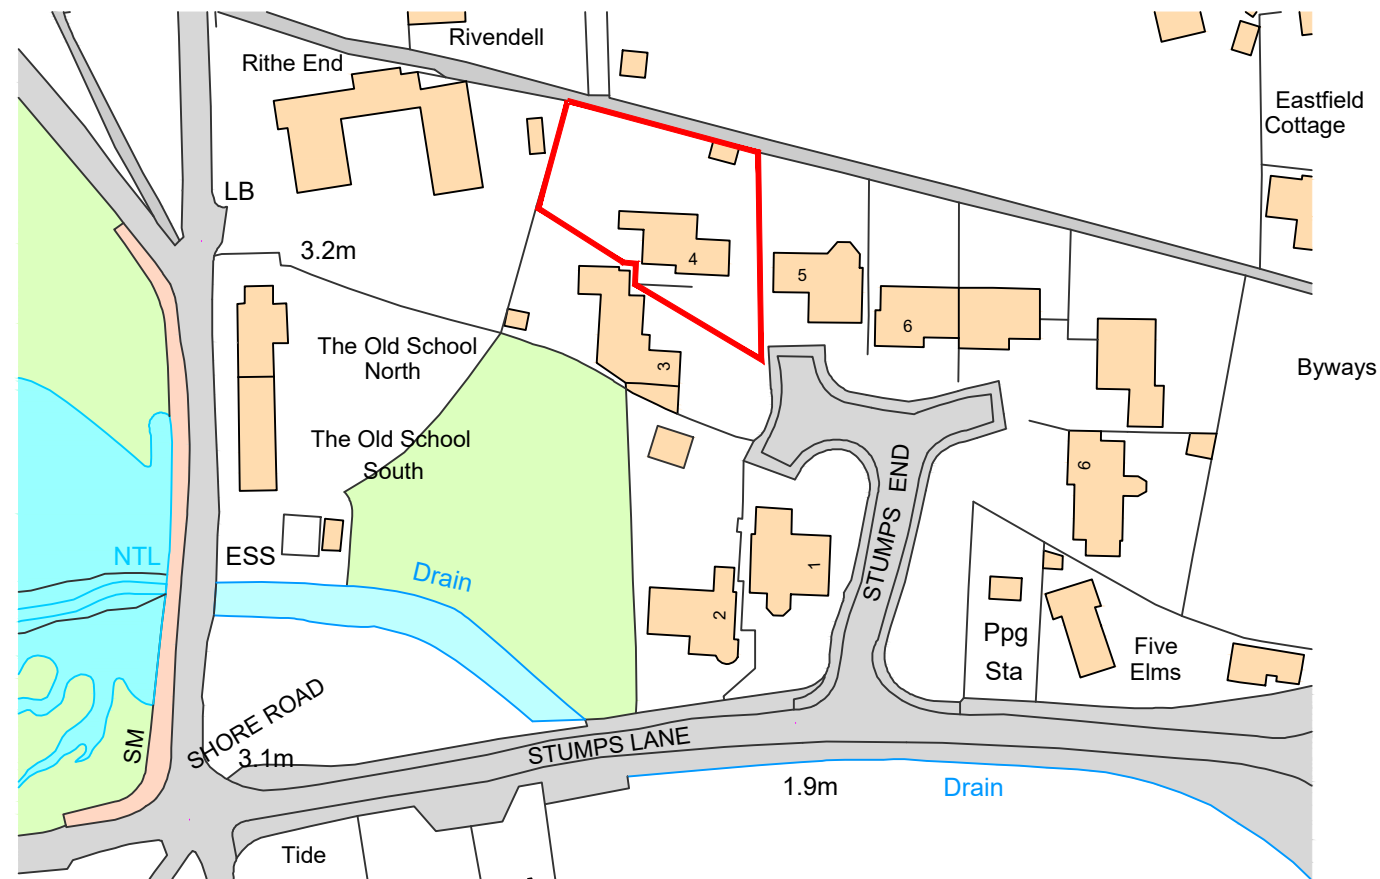 Rivendell
Rithe End
Eastfield
Cottage
LB
3.2m
4
5
6
3
The Old School
North
Byways
The Old School
South
STUMPS END
6
NTL
ESS
Drain
1
2
Ppg
Sta
Five
Elms
SHORE ROAD
SM
3.1m
STUMPS LANE
1.9m
Drain
Tide